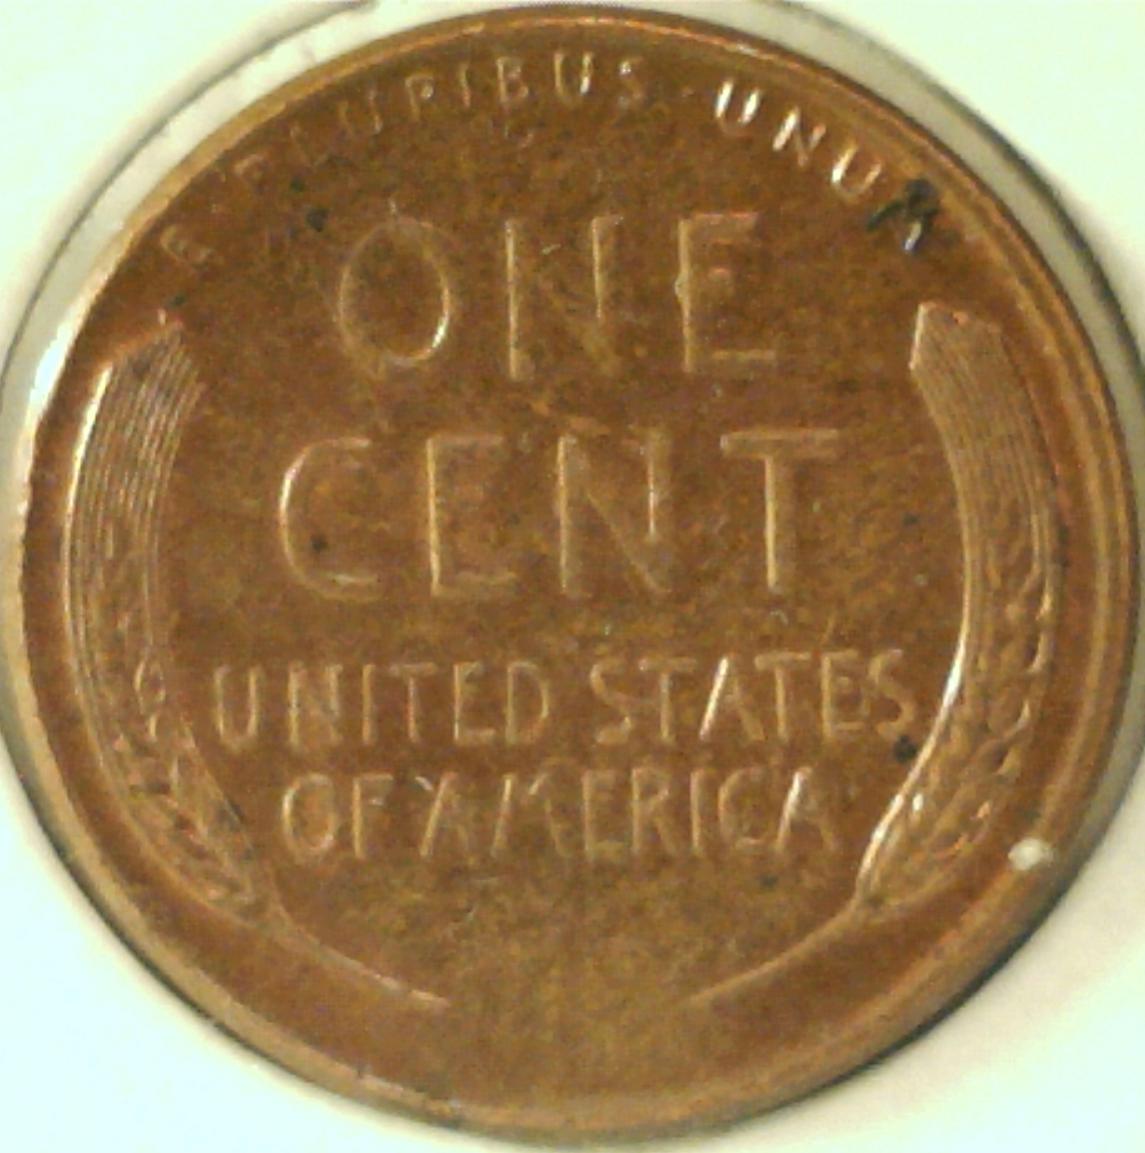 E PLURIBUS · UNUM
ONE
CENT
UNITED STATES
OF AMERICA